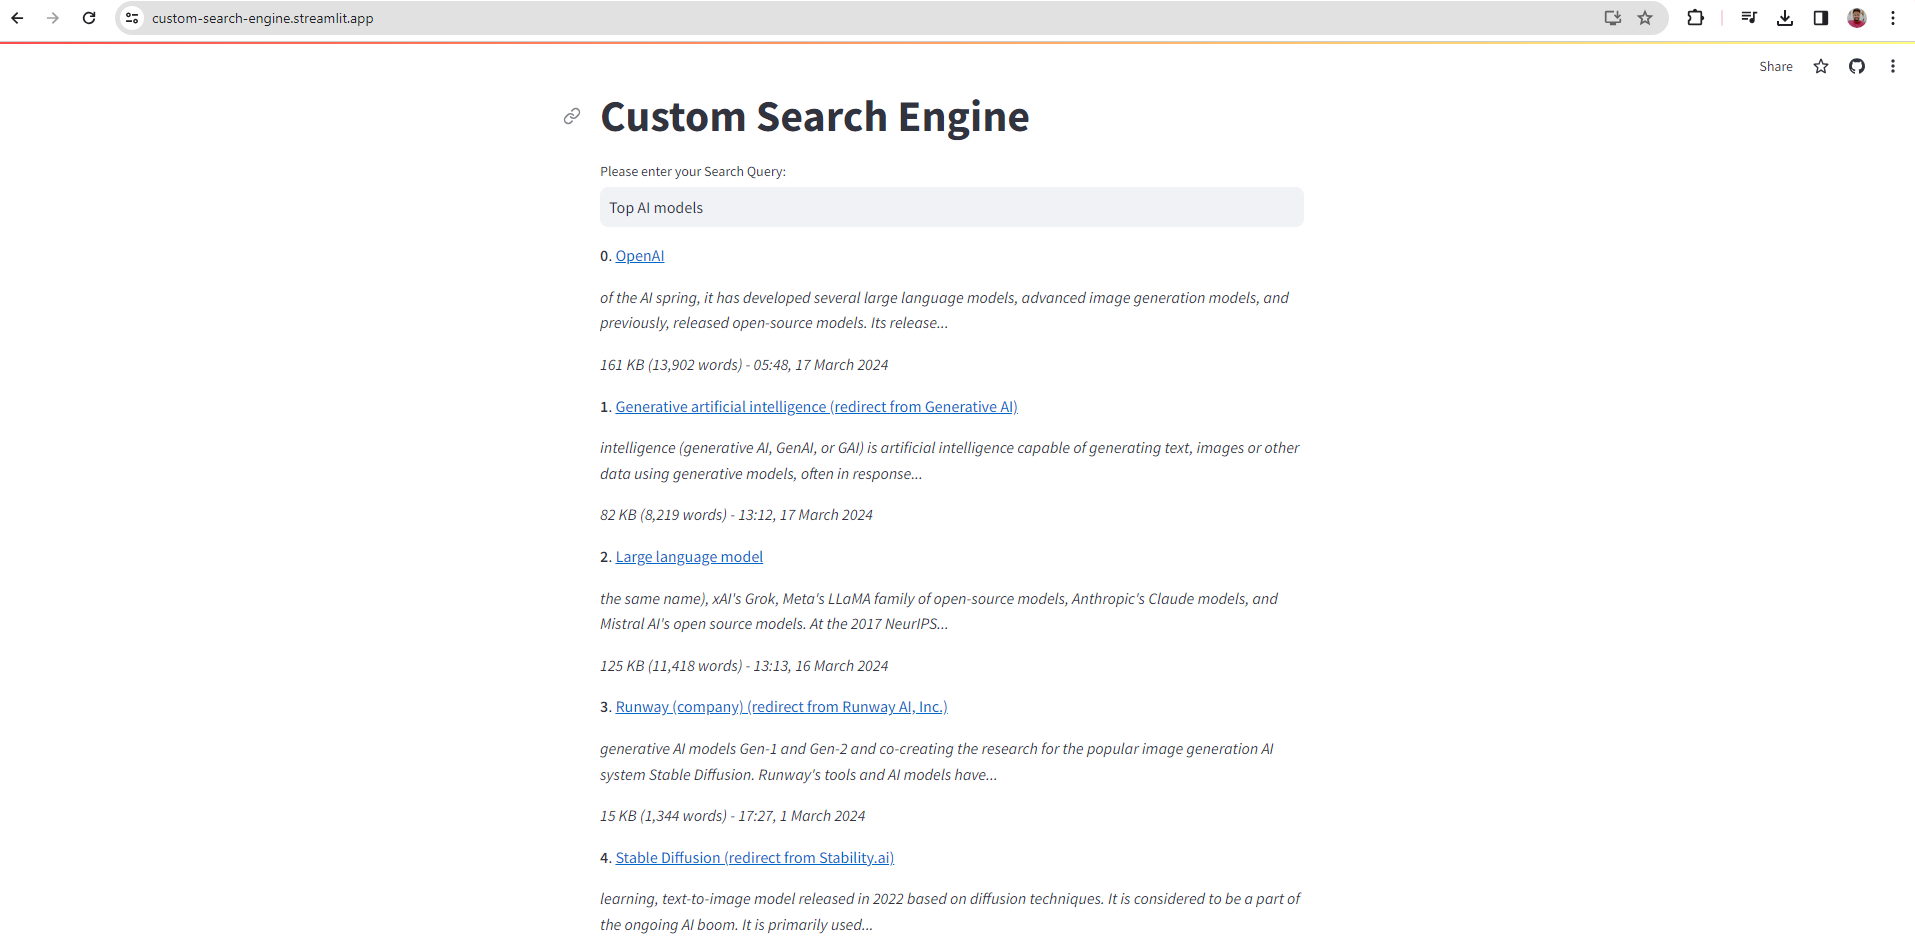 custom-search-engine.streamlit.app
Share
Custom Search Engine
Please enter your Search Query:
Top AI models
0. OpenAI
of the AI spring, it has developed several large language models, advanced image generation models, and
previously, released open-source models. Its release...
161 KB (13,902 words) - 05:48, 17 March 2024
1. Generative artificial intelligence (redirect from Generative AI)
intelligence (generative AI, GenAI, or GAI) is artificial intelligence capable of generating text, images or other
data using generative models, often in response...
82 KB (8,219 words) - 13:12, 17 March 2024
2. Large language model
the same name), xAI's Grok, Meta's LLaMA family of open-source models, Anthropic's Claude models, and
Mistral AI's open source models. At the 2017 NeurIPS...
125 KB (11,418 words) - 13:13, 16 March 2024
3. Runway (company) (redirect from Runway AI, Inc.)
generative AI models Gen-1 and Gen-2 and co-creating the research for the popular image generation AI
system Stable Diffusion. Runway's tools and AI models have...
15 KB (1,344 words) - 17:27, 1 March 2024
4. Stable Diffusion (redirect from Stability.ai)
learning, text-to-image model released in 2022 based on diffusion techniques. It is considered to be a part of
the ongoing AI boom. It is primarily used...